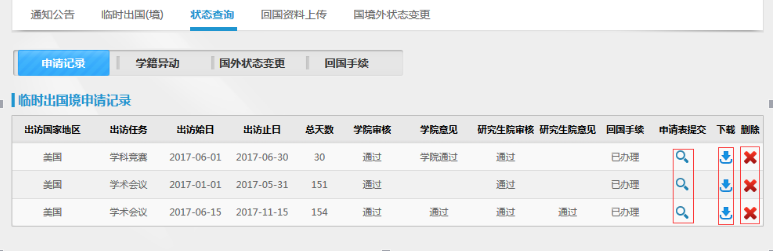 通知公告 临时出国(境) 状态查询 回国资料上传 国境外状态变更
申请记录 学籍异动 国外状态变更 回国手续
临时出国境申请记录
出访国家地区 出访任务 出访始日 出访止日 总天数 学院审核 学院意见 研究生院审核 研究生院意见 回国手续 申请表提交 下载 删除
美国 学科竞赛 2017-06-01 2017-06-30 30 通过 学院通过 通过 已办理
美国 学术会议 2017-01-01 2017-05-31 151 通过 通过 已办理
美国 学术会议 2017-06-15 2017-11-15 154 通过 通过 通过 通过 已办理